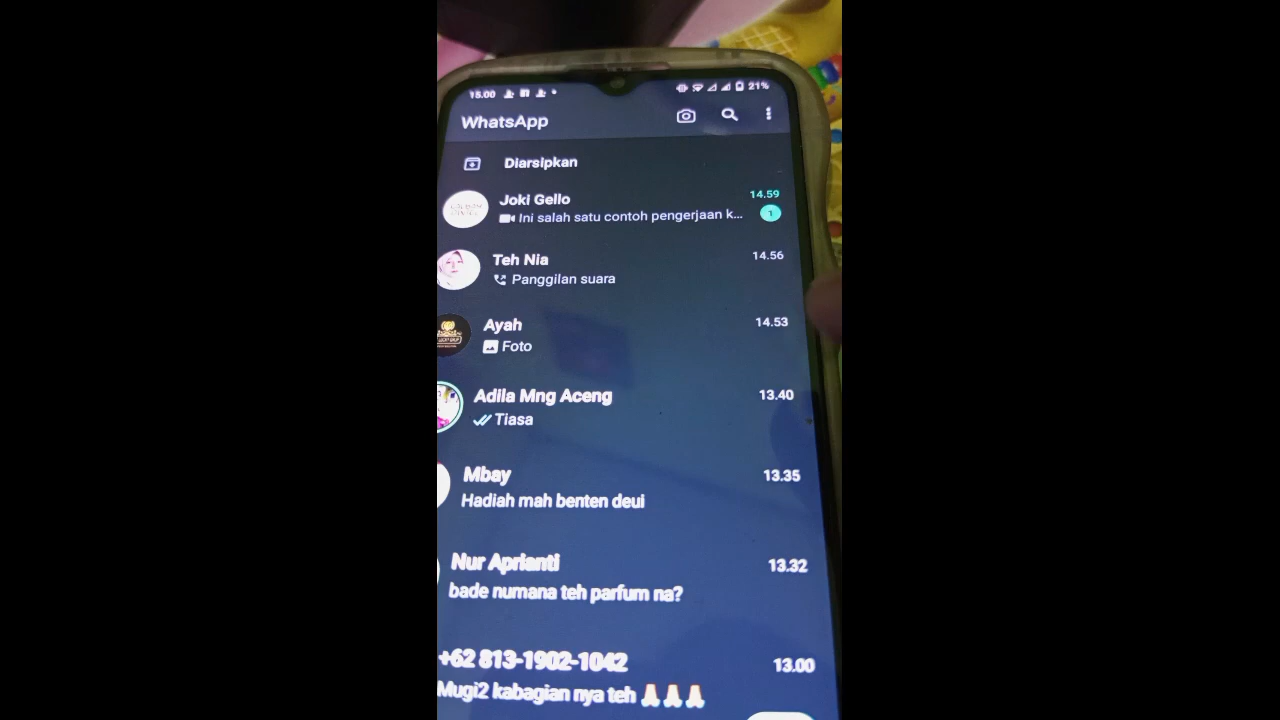 15.00 21%
WhatsApp
Diarsipkan
Joki Gello 14.59
Ini salah satu contoh pengerjaan k... 1
Teh Nia 14.56
Panggilan suara
Ayah 14.53
Foto
Adila Mng Aceng 13.40
Tiasa
Mbay 13.35
Hadiah mah benten deui
Nur Aprianti 13.32
bade numana teh parfum na?
+62 813-1902-1042 13.00
Mugi2 kabagian nya teh 🙏🏻🙏🏻🙏🏻